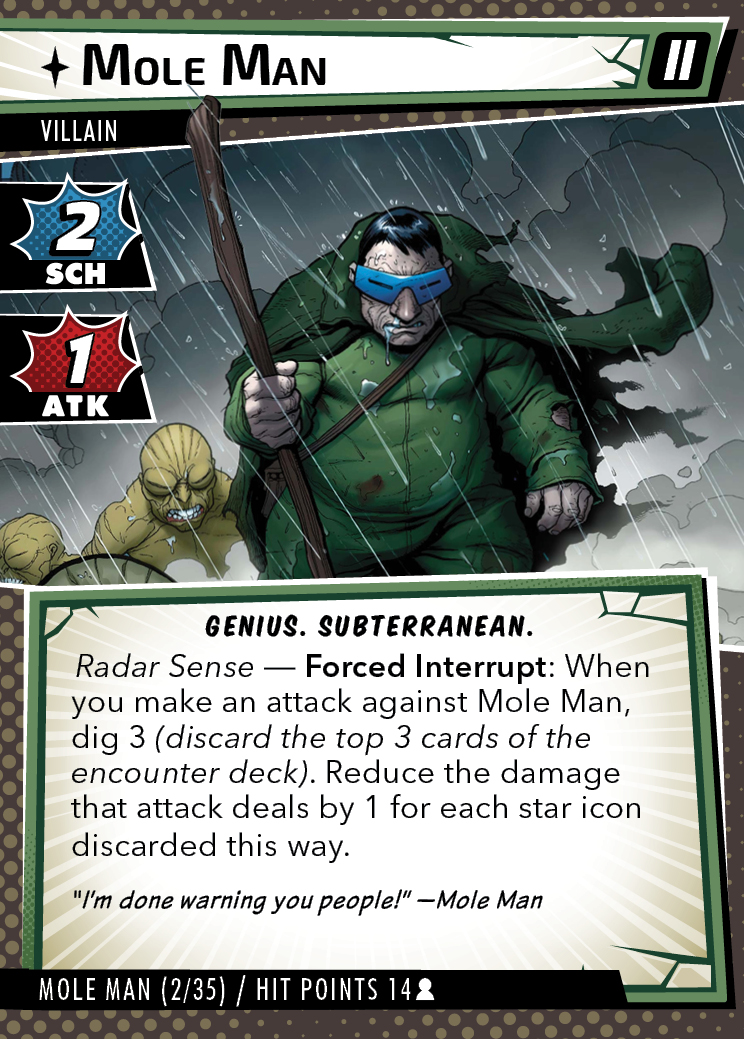 Mole Man
II
VILLAIN
2
SCH
1
ATK
GENIUS. SUBTERRANEAN.
Radar Sense — Forced Interrupt: When
you make an attack against Mole Man,
dig 3 (discard the top 3 cards of the
encounter deck). Reduce the damage
that attack deals by 1 for each star icon
discarded this way.
"I'm done warning you people!" —Mole Man
MOLE MAN (2/35) / HIT POINTS 14